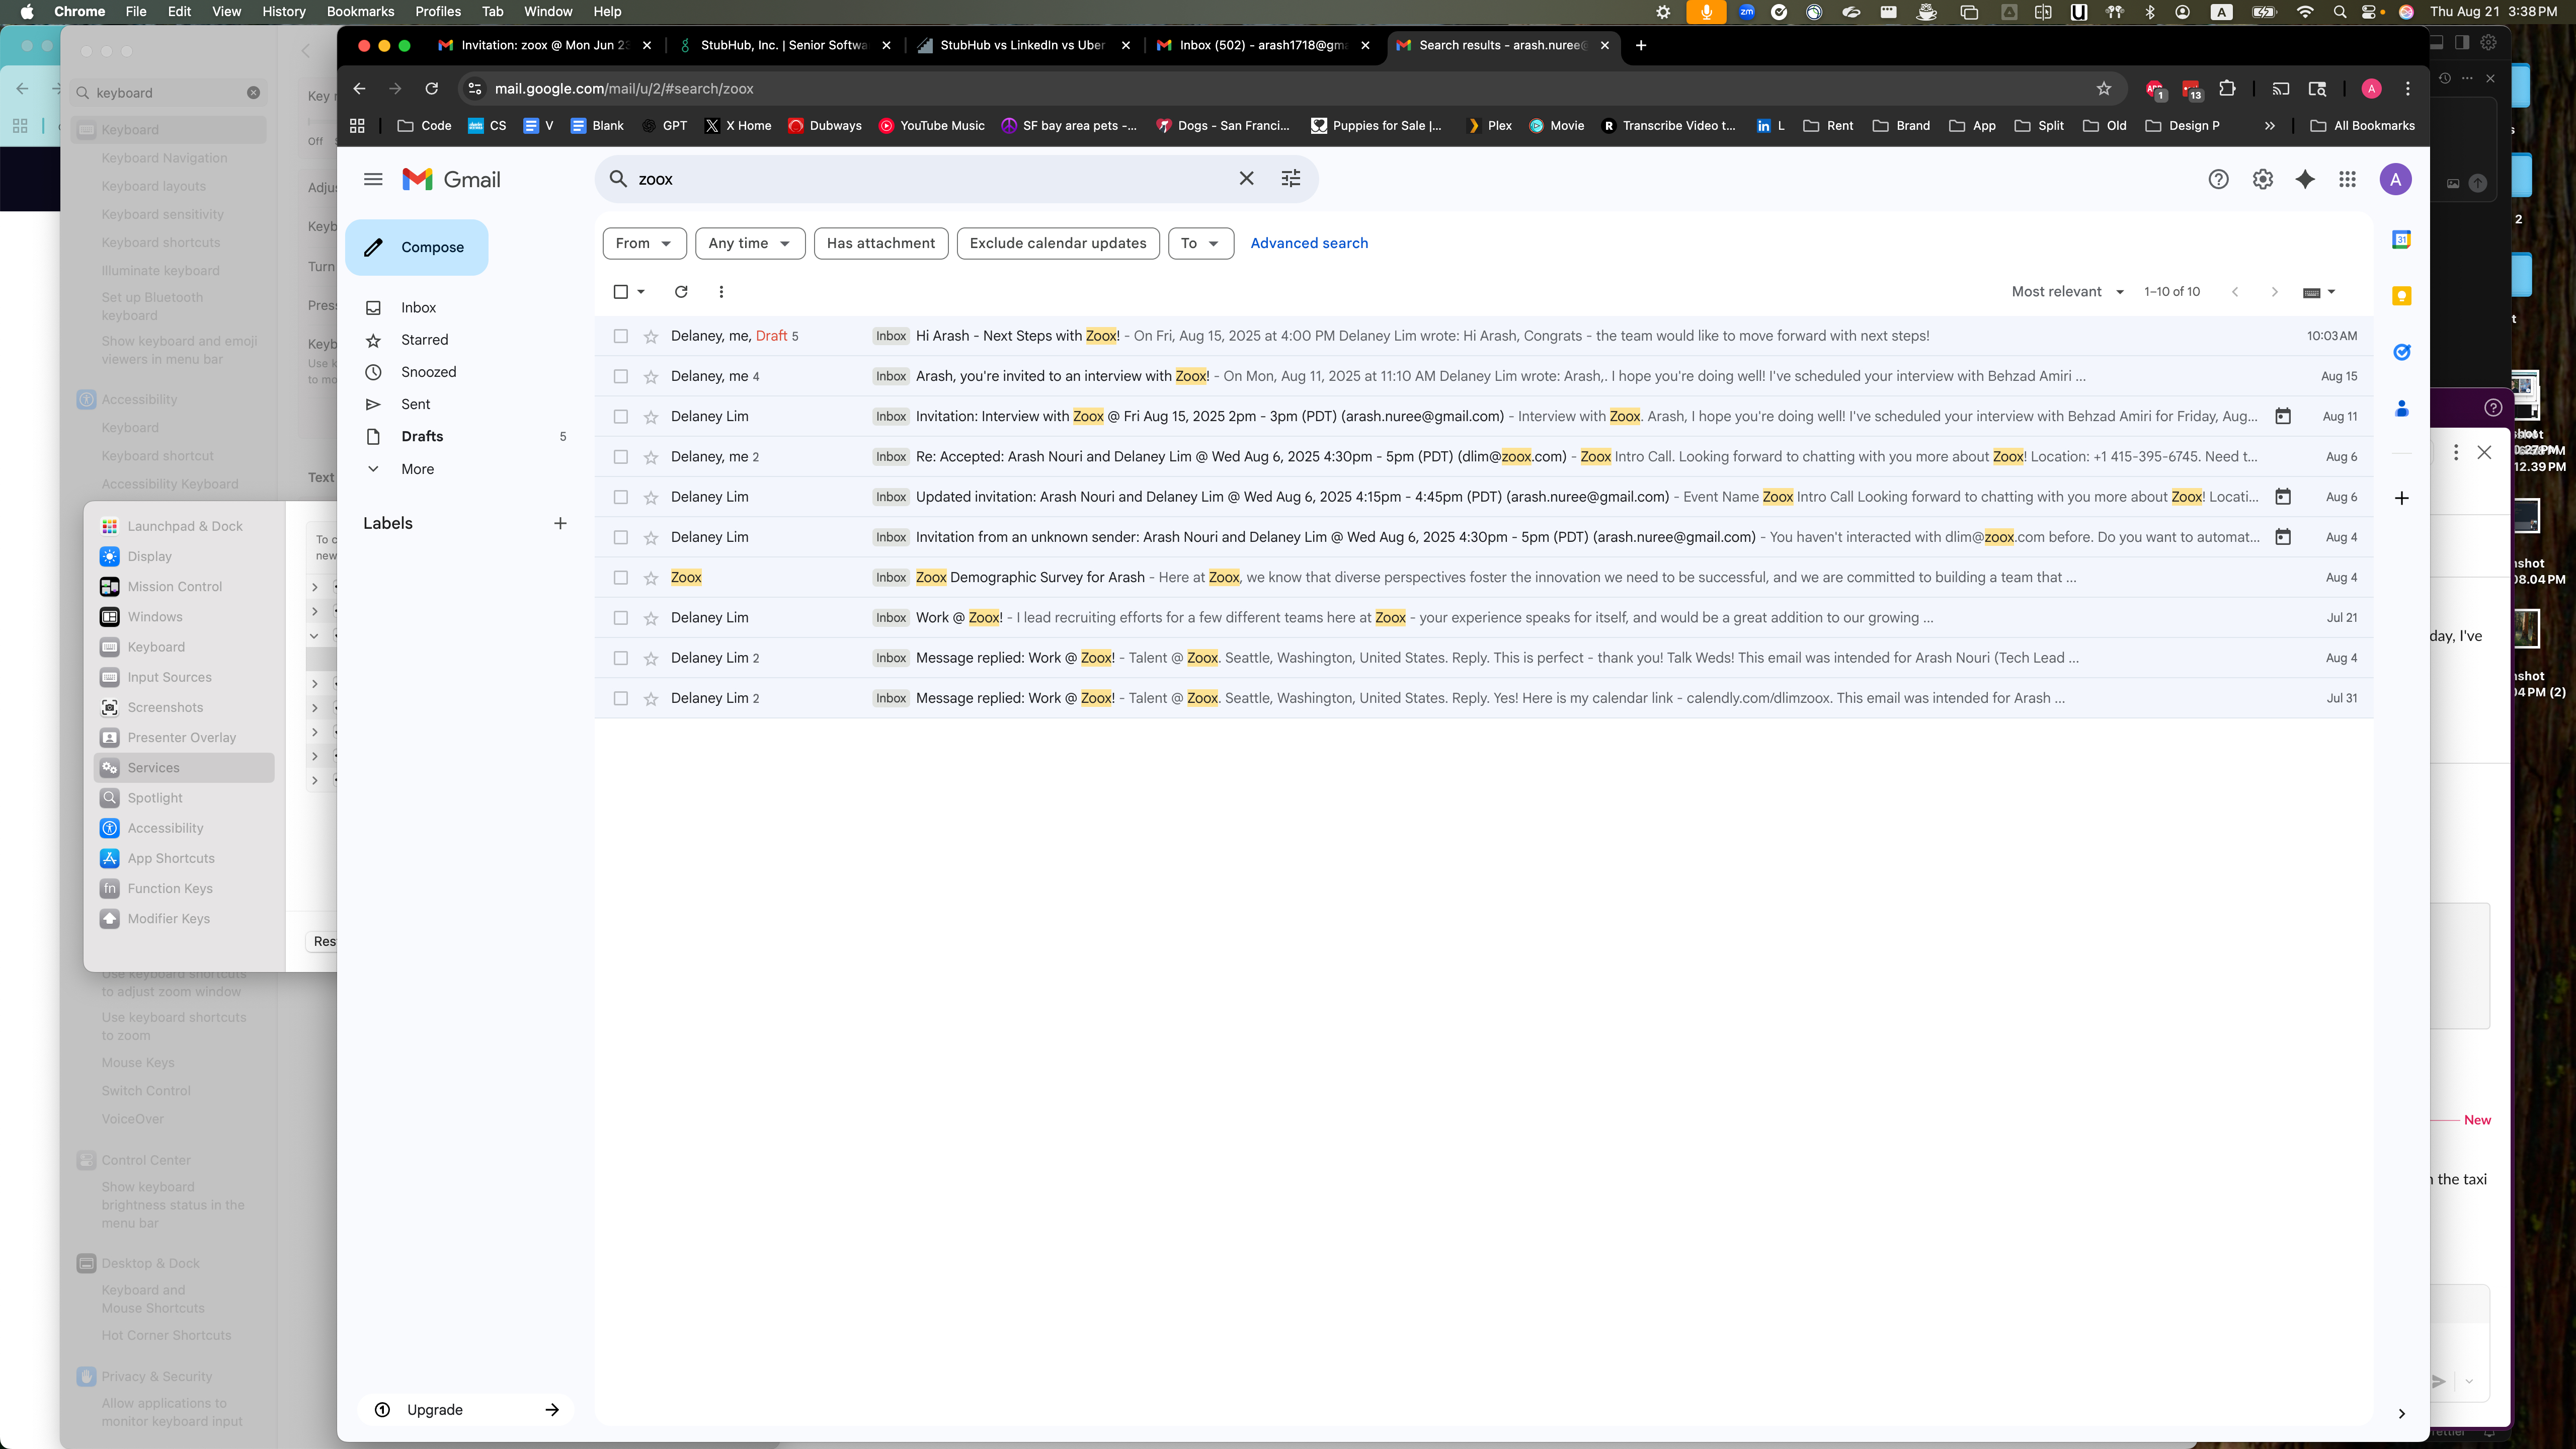 Chrome File Edit View History Bookmarks Profiles Tab Window Help
zm A Thu Aug 21 3:38 PM
Invitation: zoox @ Mon Jun 23
StubHub, Inc. | Senior Softwa
StubHub vs LinkedIn vs Uber
Inbox (502) - arash1718@gm
Search results - arash.nuree@
mail.google.com/mail/u/2/#search/zoox
1 13 A
Code CS V Blank GPT X Home Dubways YouTube Music SF bay area pets -... Dogs - San Franci... Puppies for Sale |... Plex Movie Transcribe Video t... L Rent Brand App Split Old Design P All Bookmarks
Gmail
zoox
A
Compose
Inbox
Starred
Snoozed
Sent
Drafts 5
More
Labels
Upgrade
From Any time Has attachment Exclude calendar updates To Advanced search
Most relevant 1–10 of 10
Delaney, me, Draft 5 Inbox Hi Arash - Next Steps with Zoox! - On Fri, Aug 15, 2025 at 4:00 PM Delaney Lim wrote: Hi Arash, Congrats - the team would like to move forward with next steps! 10:03 AM
Delaney, me 4 Inbox Arash, you're invited to an interview with Zoox! - On Mon, Aug 11, 2025 at 11:10 AM Delaney Lim wrote: Arash,. I hope you're doing well! I've scheduled your interview with Behzad Amiri ... Aug 15
Delaney Lim Inbox Invitation: Interview with Zoox @ Fri Aug 15, 2025 2pm - 3pm (PDT) (arash.nuree@gmail.com) - Interview with Zoox. Arash, I hope you're doing well! I've scheduled your interview with Behzad Amiri for Friday, Aug... Aug 11
Delaney, me 2 Inbox Re: Accepted: Arash Nouri and Delaney Lim @ Wed Aug 6, 2025 4:30pm - 5pm (PDT) (dlim@zoox.com) - Zoox Intro Call. Looking forward to chatting with you more about Zoox! Location: +1 415-395-6745. Need t... Aug 6
Delaney Lim Inbox Updated invitation: Arash Nouri and Delaney Lim @ Wed Aug 6, 2025 4:15pm - 4:45pm (PDT) (arash.nuree@gmail.com) - Event Name Zoox Intro Call Looking forward to chatting with you more about Zoox! Locati... Aug 6
Delaney Lim Inbox Invitation from an unknown sender: Arash Nouri and Delaney Lim @ Wed Aug 6, 2025 4:30pm - 5pm (PDT) (arash.nuree@gmail.com) - You haven't interacted with dlim@zoox.com before. Do you want to automat... Aug 4
Zoox Inbox Zoox Demographic Survey for Arash - Here at Zoox, we know that diverse perspectives foster the innovation we need to be successful, and we are committed to building a team that ... Aug 4
Delaney Lim Inbox Work @ Zoox! - I lead recruiting efforts for a few different teams here at Zoox - your experience speaks for itself, and would be a great addition to our growing ... Jul 21
Delaney Lim 2 Inbox Message replied: Work @ Zoox! - Talent @ Zoox. Seattle, Washington, United States. Reply. This is perfect - thank you! Talk Weds! This email was intended for Arash Nouri (Tech Lead ... Aug 4
Delaney Lim 2 Inbox Message replied: Work @ Zoox! - Talent @ Zoox. Seattle, Washington, United States. Reply. Yes! Here is my calendar link - calendly.com/dlimzoox. This email was intended for Arash ... Jul 31
keyboard
Keyboard
Keyboard Navigation
Keyboard layouts
Keyboard sensitivity
Keyboard shortcuts
Illuminate keyboard
Set up Bluetooth
keyboard
Show keyboard and emoji
viewers in menu bar
Accessibility
Keyboard
Keyboard shortcut
Accessibility Keyboard
Key
Off
Turn
Text
Launchpad & Dock
Display
Mission Control
Windows
Keyboard
Input Sources
Screenshots
Presenter Overlay
Services
Spotlight
Accessibility
App Shortcuts
fn Function Keys
Modifier Keys
To
new
Res
Use keyboard shortcuts
to adjust zoom window
Use keyboard shortcuts
to zoom
Mouse Keys
Switch Control
VoiceOver
Control Center
Show keyboard
brightness status in the
menu bar
Desktop & Dock
Keyboard and
Mouse Shortcuts
Hot Corner Shortcuts
Privacy & Security
Allow applications to
monitor keyboard input
2
12.39 PM
08.04 PM
04 PM (2)
day, I've
New
the taxi